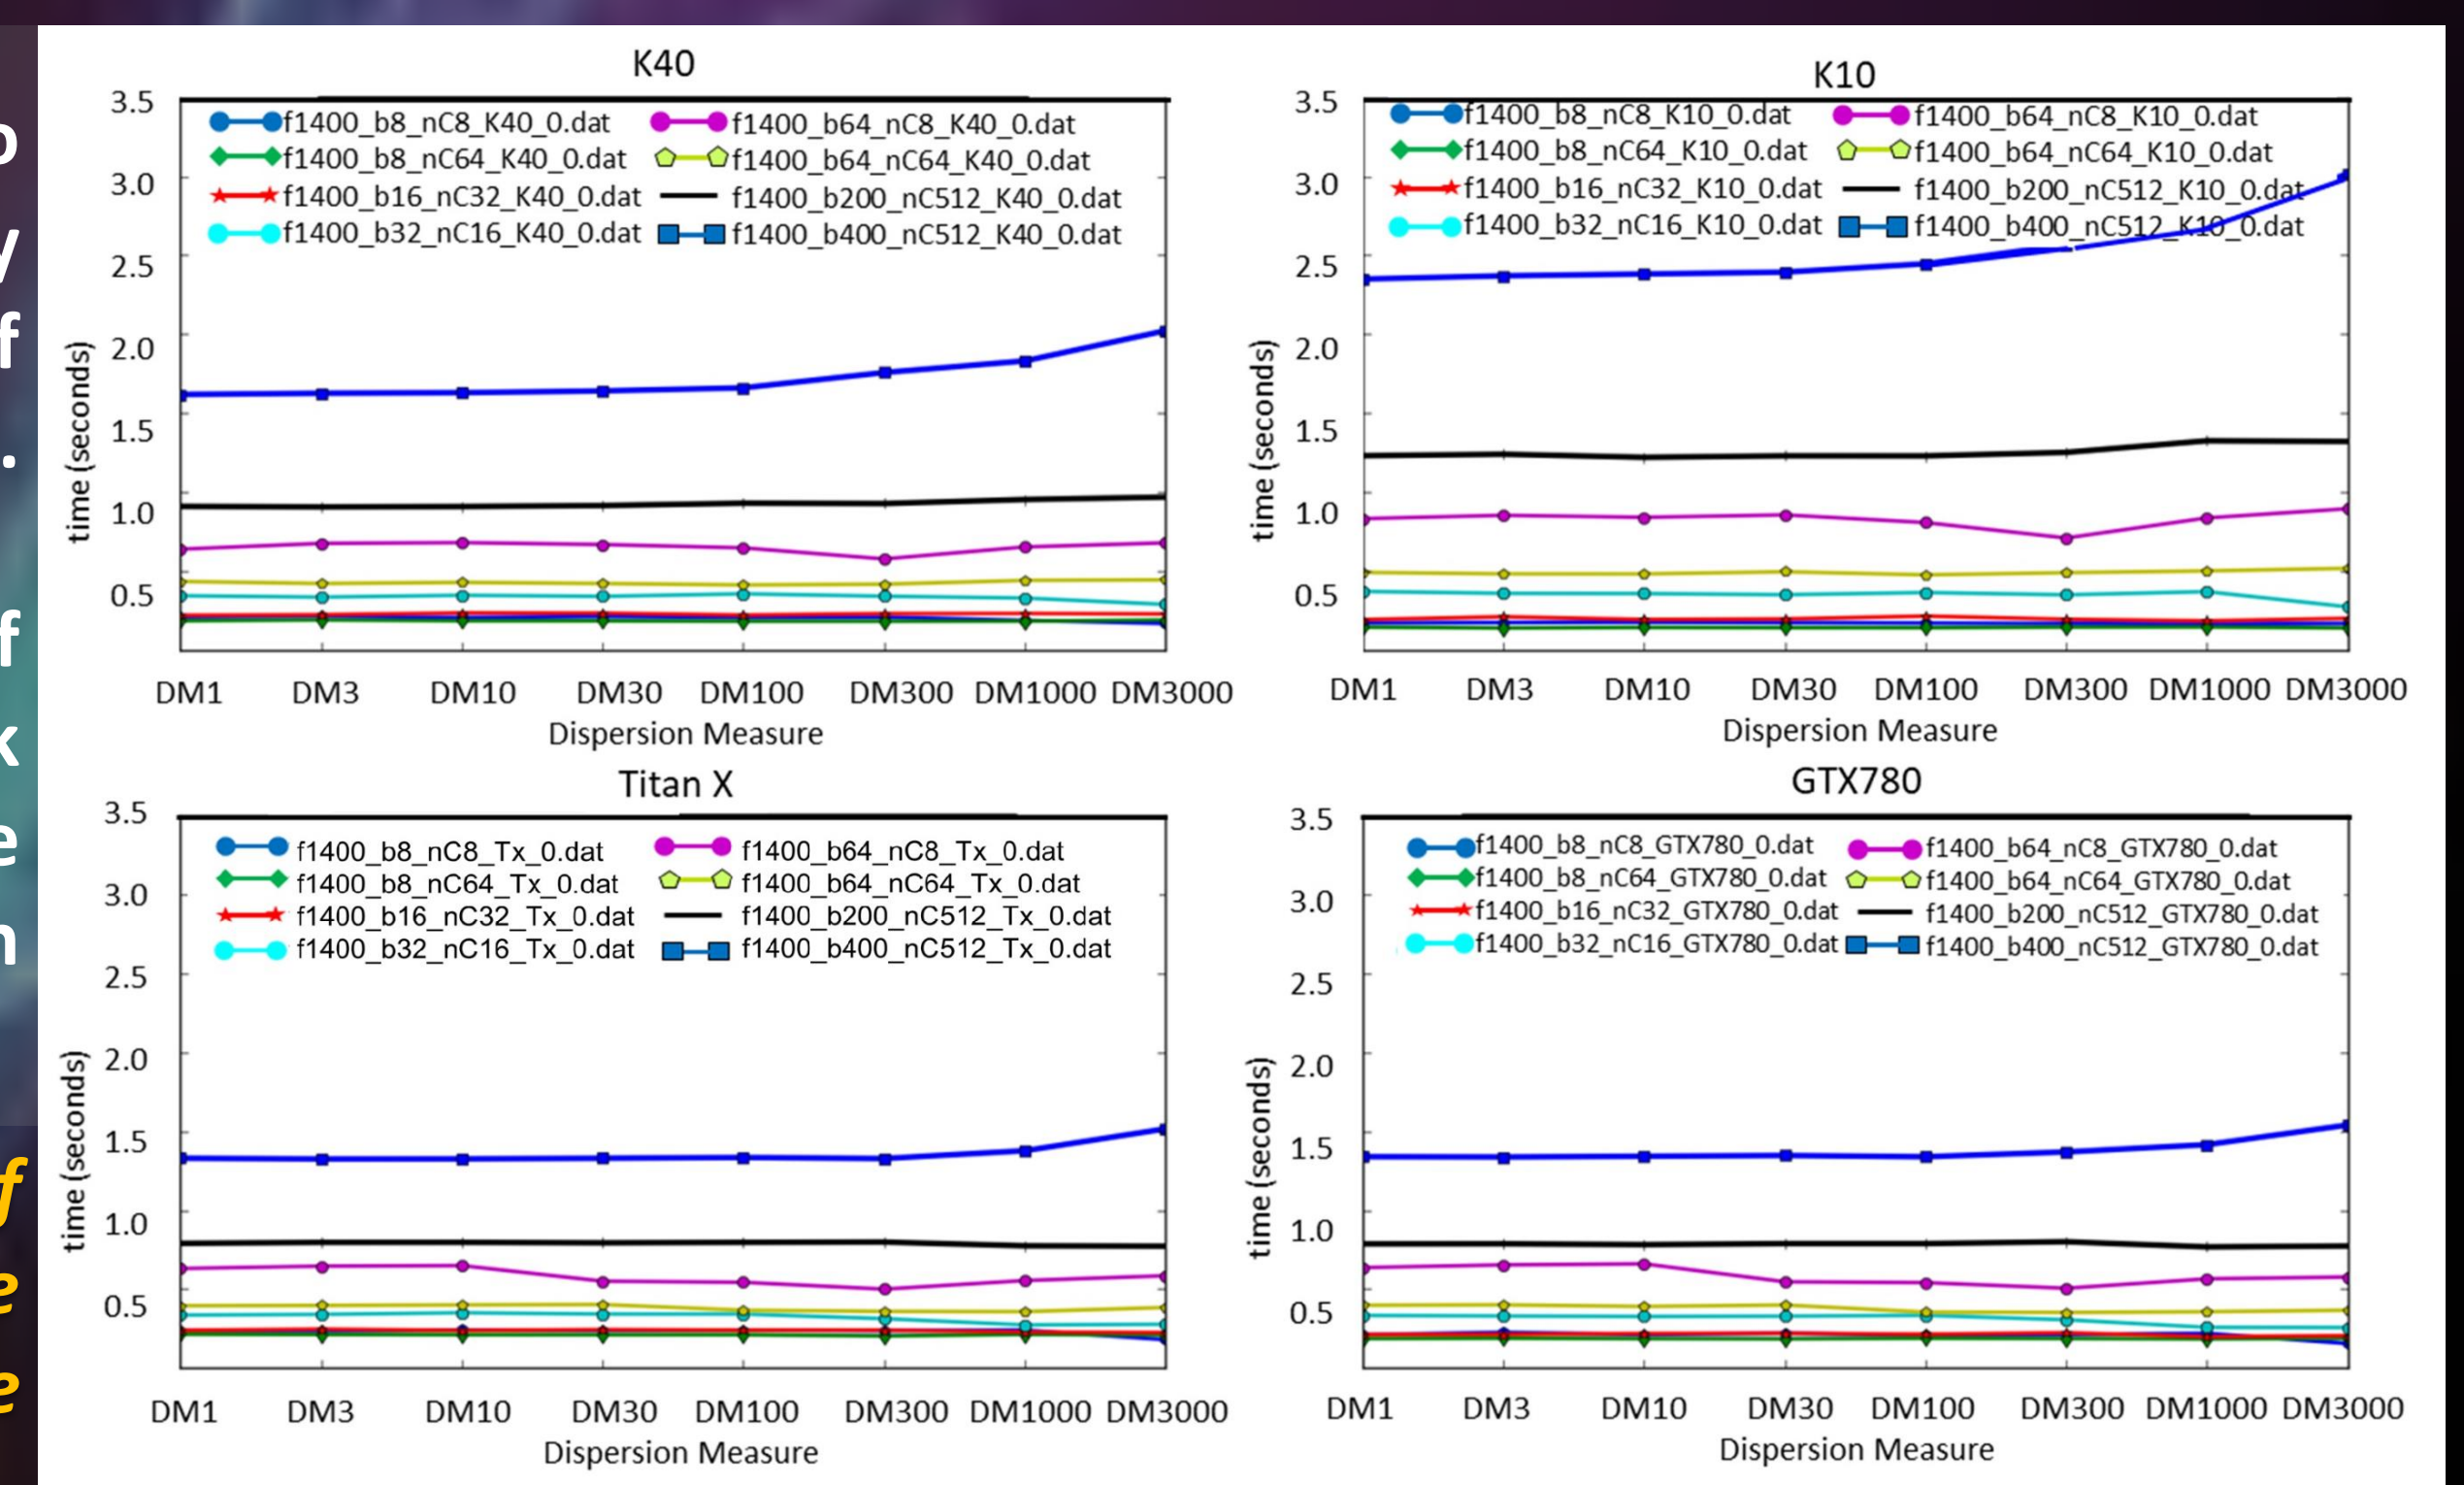 o
y
f
.
f
k
e
n
f
e
e
K40
3.5
3.0
2.5
2.0
1.5
1.0
0.5
time (seconds)
f1400_b8_nC8_K40_0.dat
f1400_b8_nC64_K40_0.dat
f1400_b16_nC32_K40_0.dat
f1400_b32_nC16_K40_0.dat
f1400_b64_nC8_K40_0.dat
f1400_b64_nC64_K40_0.dat
f1400_b200_nC512_K40_0.dat
f1400_b400_nC512_K40_0.dat
DM1 DM3 DM10 DM30 DM100 DM300 DM1000 DM3000
Dispersion Measure
K10
3.5
3.0
2.5
2.0
1.5
1.0
0.5
time (seconds)
f1400_b8_nC8_K10_0.dat
f1400_b8_nC64_K10_0.dat
f1400_b16_nC32_K10_0.dat
f1400_b32_nC16_K10_0.dat
f1400_b64_nC8_K10_0.dat
f1400_b64_nC64_K10_0.dat
f1400_b200_nC512_K10_0.dat
f1400_b400_nC512_K10_0.dat
DM1 DM3 DM10 DM30 DM100 DM300 DM1000 DM3000
Dispersion Measure
Titan X
3.5
3.0
2.5
2.0
1.5
1.0
0.5
time (seconds)
f1400_b8_nC8_Tx_0.dat
f1400_b8_nC64_Tx_0.dat
f1400_b16_nC32_Tx_0.dat
f1400_b32_nC16_Tx_0.dat
f1400_b64_nC8_Tx_0.dat
f1400_b64_nC64_Tx_0.dat
f1400_b200_nC512_Tx_0.dat
f1400_b400_nC512_Tx_0.dat
DM1 DM3 DM10 DM30 DM100 DM300 DM1000 DM3000
Dispersion Measure
GTX780
3.5
3.0
2.5
2.0
1.5
1.0
0.5
time (seconds)
f1400_b8_nC8_GTX780_0.dat
f1400_b8_nC64_GTX780_0.dat
f1400_b16_nC32_GTX780_0.dat
f1400_b32_nC16_GTX780_0.dat
f1400_b64_nC8_GTX780_0.dat
f1400_b64_nC64_GTX780_0.dat
f1400_b200_nC512_GTX780_0.dat
f1400_b400_nC512_GTX780_0.dat
DM1 DM3 DM10 DM30 DM100 DM300 DM1000 DM3000
Dispersion Measure